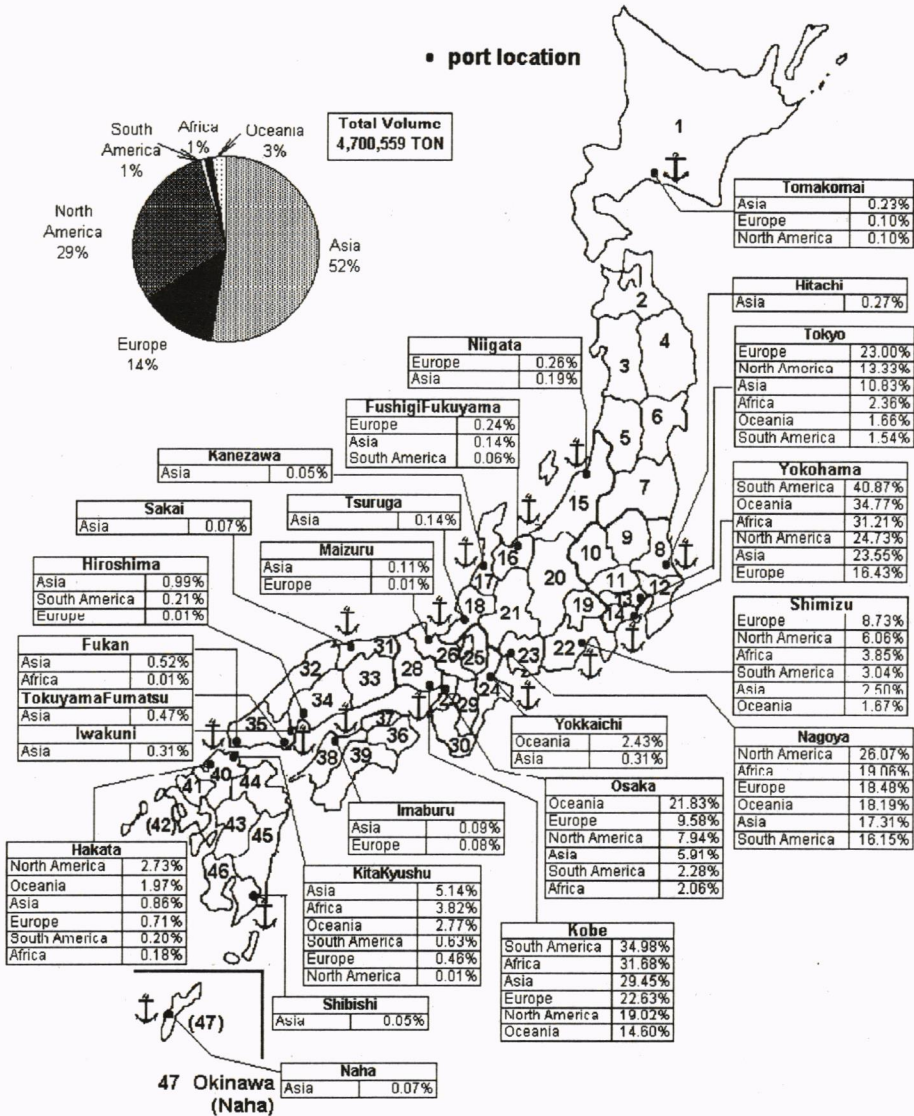 • port location
South America 1%
Africa 1%
Oceania 3%
Total Volume
4,700,559 TON
North America 29%
Asia 52%
Europe 14%
Tomakomai
Asia 0.23%
Europe 0.10%
North America 0.10%
Hitachi
Asia 0.27%
Niigata
Europe 0.26%
Asia 0.19%
Tokyo
Europe 23.00%
North America 13.33%
Asia 10.83%
Africa 2.36%
Oceania 1.66%
South America 1.54%
FushigiFukuyama
Europe 0.24%
Asia 0.14%
South America 0.06%
Kanezawa
Asia 0.05%
Yokohama
South America 40.87%
Oceania 34.77%
Africa 31.21%
North America 24.73%
Asia 23.55%
Europe 16.43%
Sakai
Asia 0.07%
Tsuruga
Asia 0.14%
Maizuru
Asia 0.11%
Europe 0.01%
Hiroshima
Asia 0.99%
South America 0.21%
Europe 0.01%
Shimizu
Europe 8.73%
North America 6.06%
Africa 3.85%
South America 3.04%
Asia 2.50%
Oceania 1.67%
Fukan
Asia 0.52%
Africa 0.01%
TokuyamaFumatsu
Asia 0.47%
Iwakuni
Asia 0.31%
Yokkaichi
Oceania 2.43%
Asia 0.31%
Nagoya
North America 26.07%
Africa 19.06%
Europe 18.48%
Oceania 18.19%
Asia 17.31%
South America 16.15%
Osaka
Oceania 21.83%
Europe 9.58%
North America 7.94%
Asia 5.91%
South America 2.28%
Africa 2.06%
Imaburu
Asia 0.09%
Europe 0.08%
Hakata
North America 2.73%
Oceania 1.97%
Asia 0.86%
Europe 0.71%
South America 0.20%
Africa 0.18%
KitaKyushu
Asia 5.14%
Africa 3.82%
Oceania 2.77%
South America 0.63%
Europe 0.46%
North America 0.01%
Kobe
South America 34.98%
Africa 31.68%
Asia 29.45%
Europe 22.63%
North America 19.02%
Oceania 14.60%
Shibishi
Asia 0.05%
Naha
Asia 0.07%
47 Okinawa
(Naha)
(47)
1
2
3
4
5
6
7
8
9
10
11
12
13
14
15
16
17
18
19
20
21
22
23
24
25
26
27
28
29
30
31
32
33
34
35
36
37
38
39
40
41
(42)
43
44
45
46